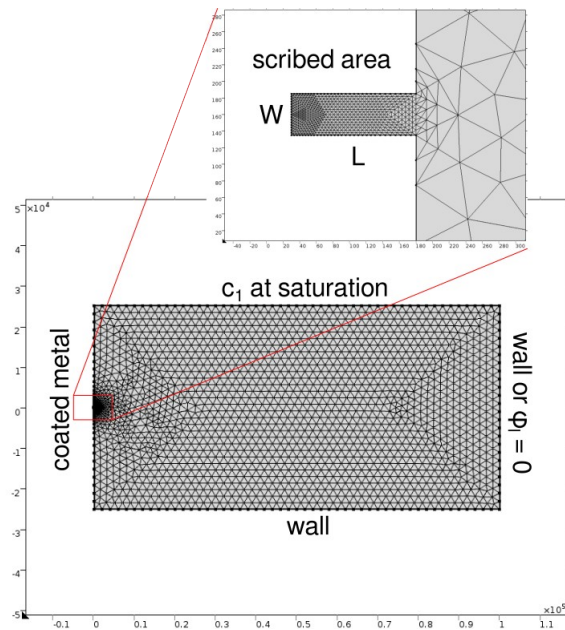 280
260
240
220
200
180
160
140
120
100
80
60
40
20
scribed area
W
L
-40 -20 0 20 40 60 80 100 120 140 160 180 200 220 240 260 280 300
5 ×10⁴
4
3
2
1
0
-1
-2
-3
-4
-5
c₁ at saturation
coated metal
wall or φₗ = 0
wall
×10⁵
-0.1 0 0.1 0.2 0.3 0.4 0.5 0.6 0.7 0.8 0.9 0.1 1.1